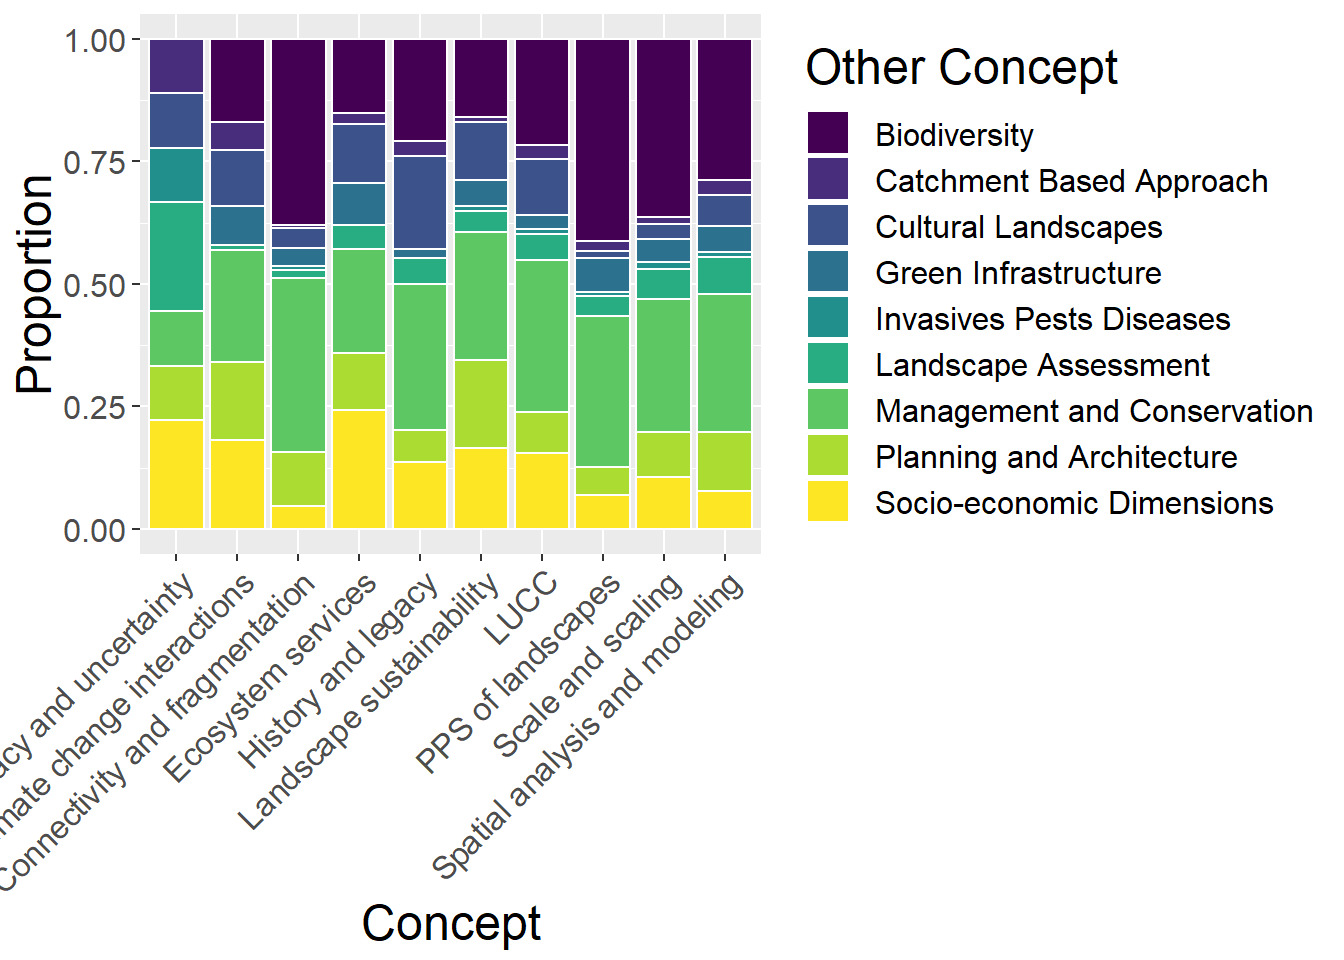 1.00
0.75
0.50
0.25
0.00
Proportion
and uncertainty
change interactions
Connectivity and fragmentation
Ecosystem services
History and legacy
Landscape sustainability
LUCC
PPS of landscapes
Scale and scaling
Spatial analysis and modeling
Concept
Other Concept
Biodiversity
Catchment Based Approach
Cultural Landscapes
Green Infrastructure
Invasives Pests Diseases
Landscape Assessment
Management and Conservation
Planning and Architecture
Socio-economic Dimensions